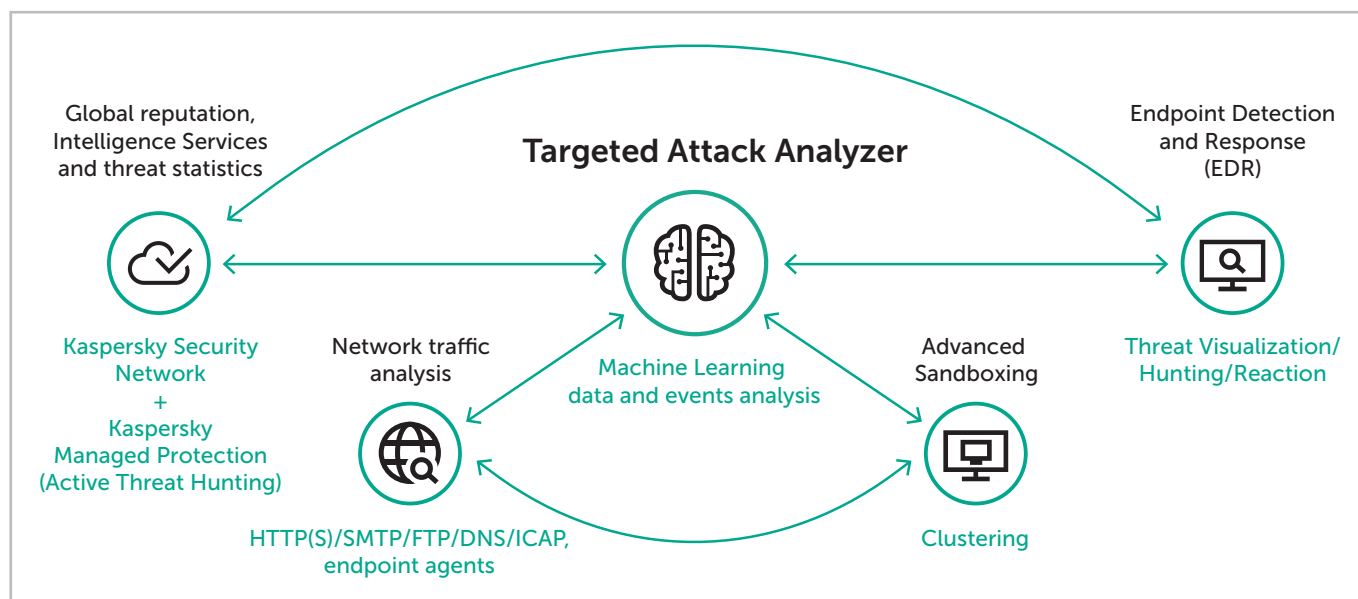 Global reputation,
Intelligence Services
and threat statistics
Targeted Attack Analyzer
Endpoint Detection
and Response
(EDR)
Kaspersky Security
Network
+
Kaspersky
Managed Protection
(Active Threat Hunting)
Network traffic
analysis
Machine Learning
data and events analysis
Advanced
Sandboxing
Threat Visualization/
Hunting/Reaction
HTTP(S)/SMTP/FTP/DNS/ICAP,
endpoint agents
Clustering